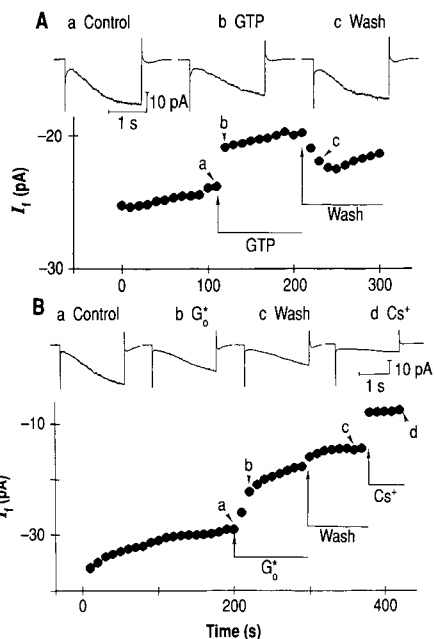 A
a Control
b GTP
c Wash
10 pA
1 s
-20
b
a
c
I_f (pA)
Wash
GTP
-30
0
100
200
300
B
a Control
b G*o
c Wash
d Cs+
10 pA
1 s
-10
c
d
b
a
Cs+
I_f (pA)
Wash
-30
G*o
0
200
400
Time (s)